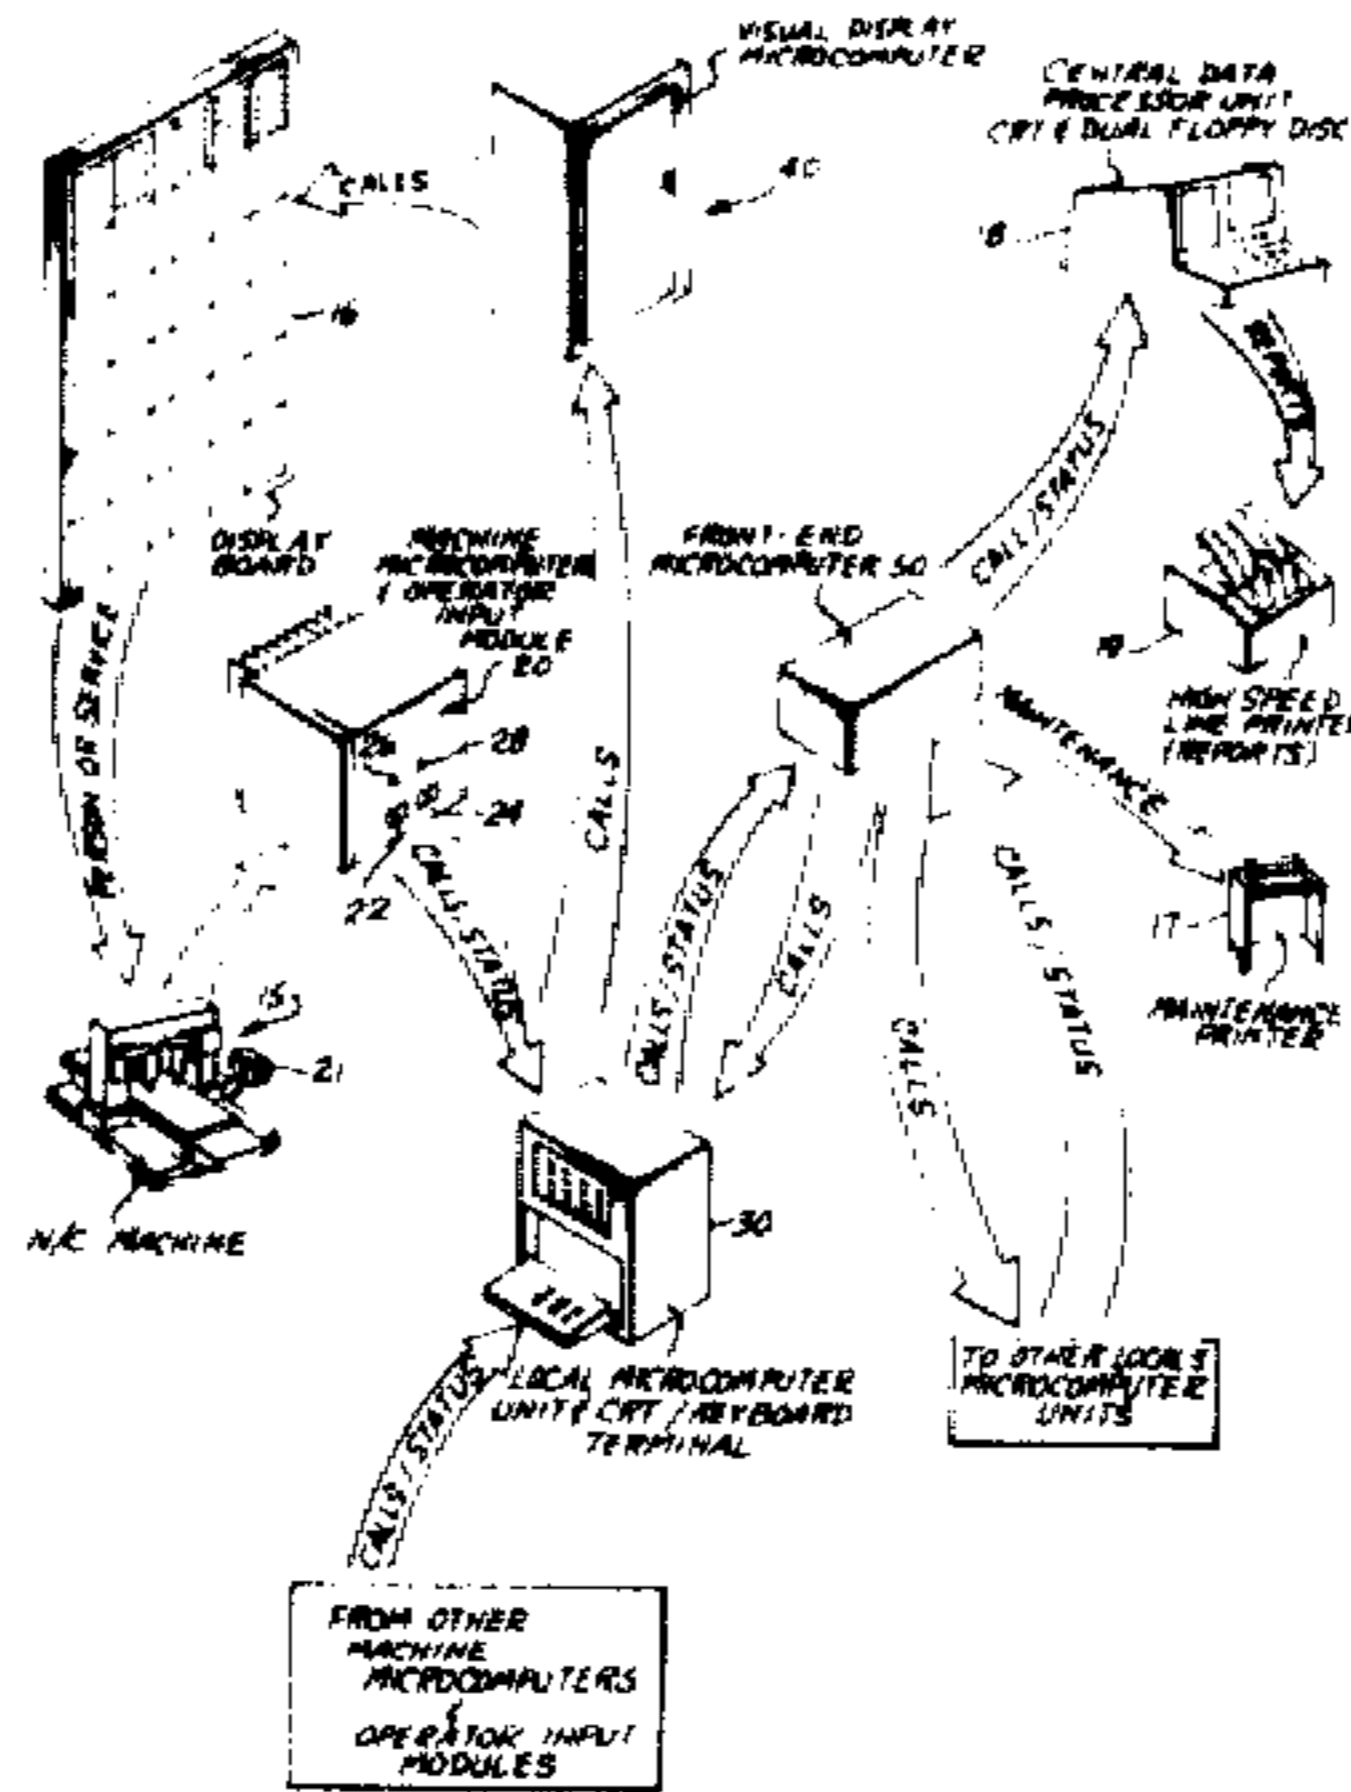 VISUAL DISPLAY
MICROCOMPUTER
CENTRAL DATA
PROCESSOR UNIT
CRT & DUAL FLOPPY DISC
CALLS
40
18
16
REPORTS
CALL/STATUS
DISPLAY
BOARD
MACHINE
MICROCOMPUTER
& OPERATOR
INPUT
MODULE
20
FRONT-END
MICROCOMPUTER 50
19
HIGH SPEED
LINE PRINTER
(REPORTS)
PERSON OR SERVICE
26
28
24
22
CALLS
MAINTENANCE
CALLS/STATUS
CALLS/STATUS
CALLS
CALLS
CALLS/STATUS
17
MAINTENANCE
PRINTER
15
21
N/C MACHINE
30
LOCAL MICROCOMPUTER
UNIT & CRT/KEYBOARD
TERMINAL
TO OTHER LOCALS
MICROCOMPUTER
UNITS
CALLS/STATUS
FROM OTHER
MACHINE
MICROCOMPUTERS
&
OPERATOR INPUT
MODULES